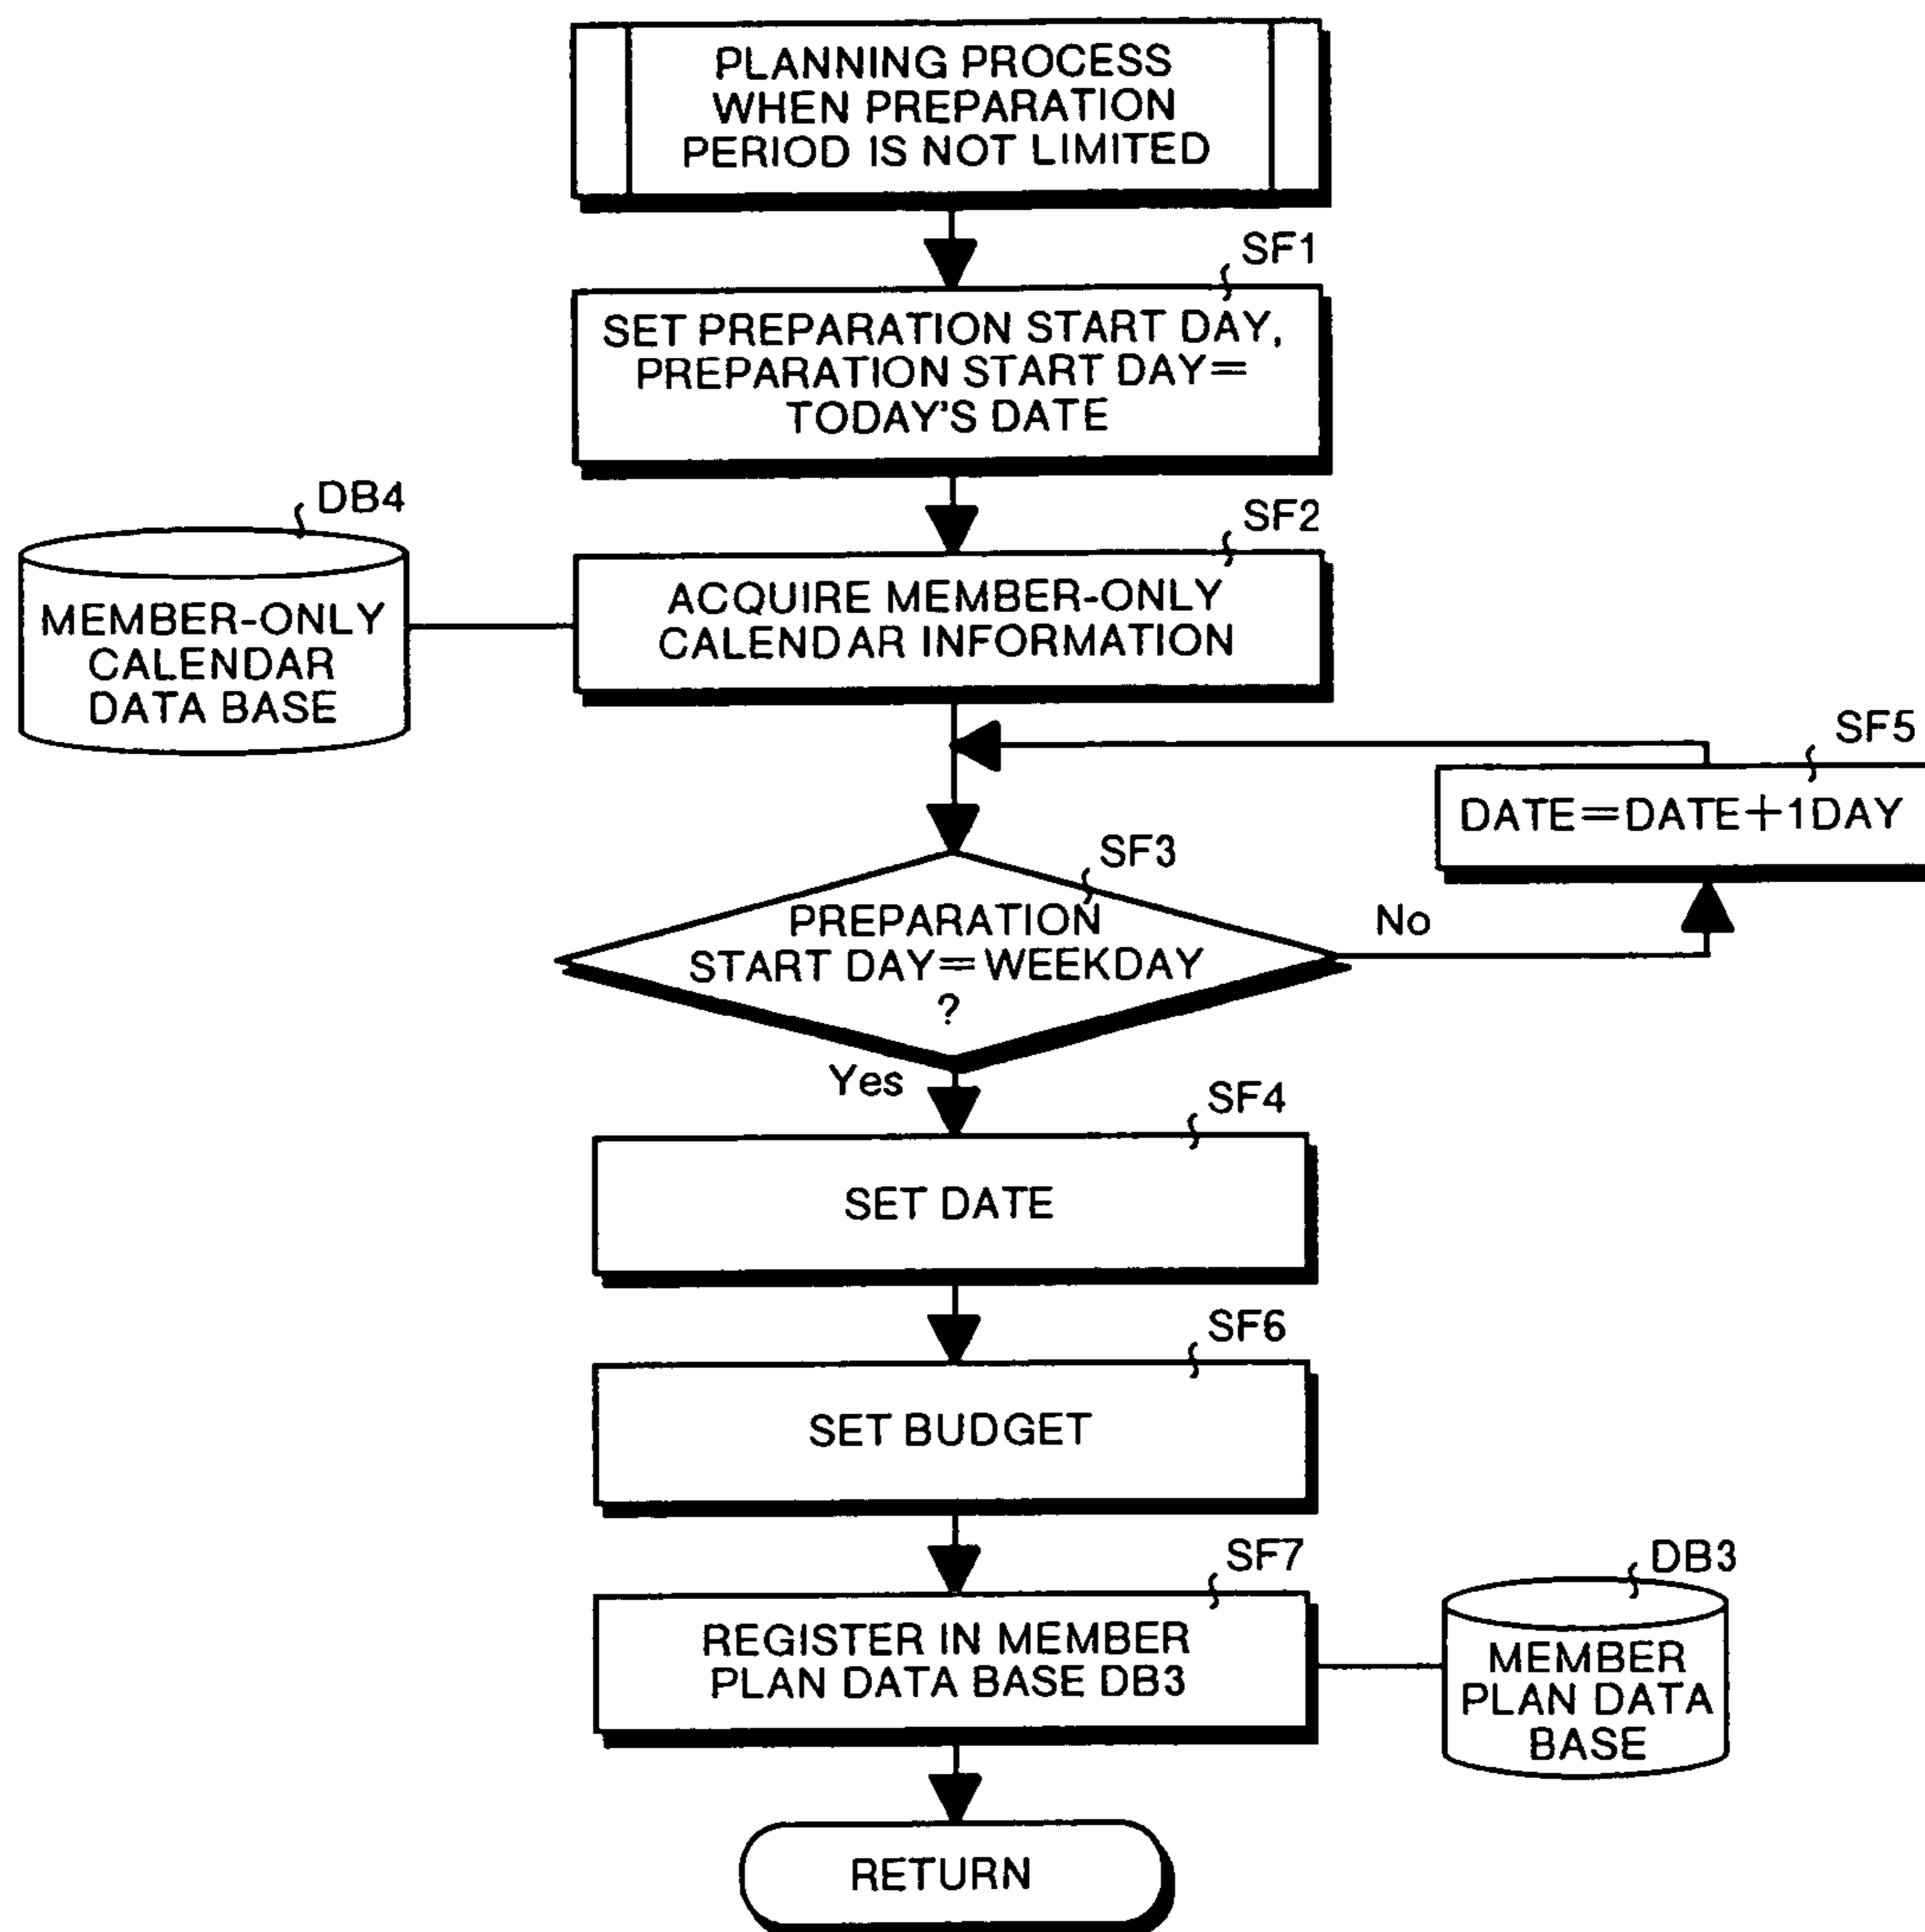 PLANNING PROCESS
WHEN PREPARATION
PERIOD IS NOT LIMITED
SF1
SET PREPARATION START DAY,
PREPARATION START DAY=
TODAY'S DATE
DB4
MEMBER-ONLY
CALENDAR
DATA BASE
SF2
ACQUIRE MEMBER-ONLY
CALENDAR INFORMATION
SF5
DATE=DATE+1DAY
SF3
PREPARATION
START DAY=WEEKDAY
?
No
Yes
SF4
SET DATE
SF6
SET BUDGET
SF7
REGISTER IN MEMBER
PLAN DATA BASE DB3
DB3
MEMBER
PLAN DATA
BASE
RETURN